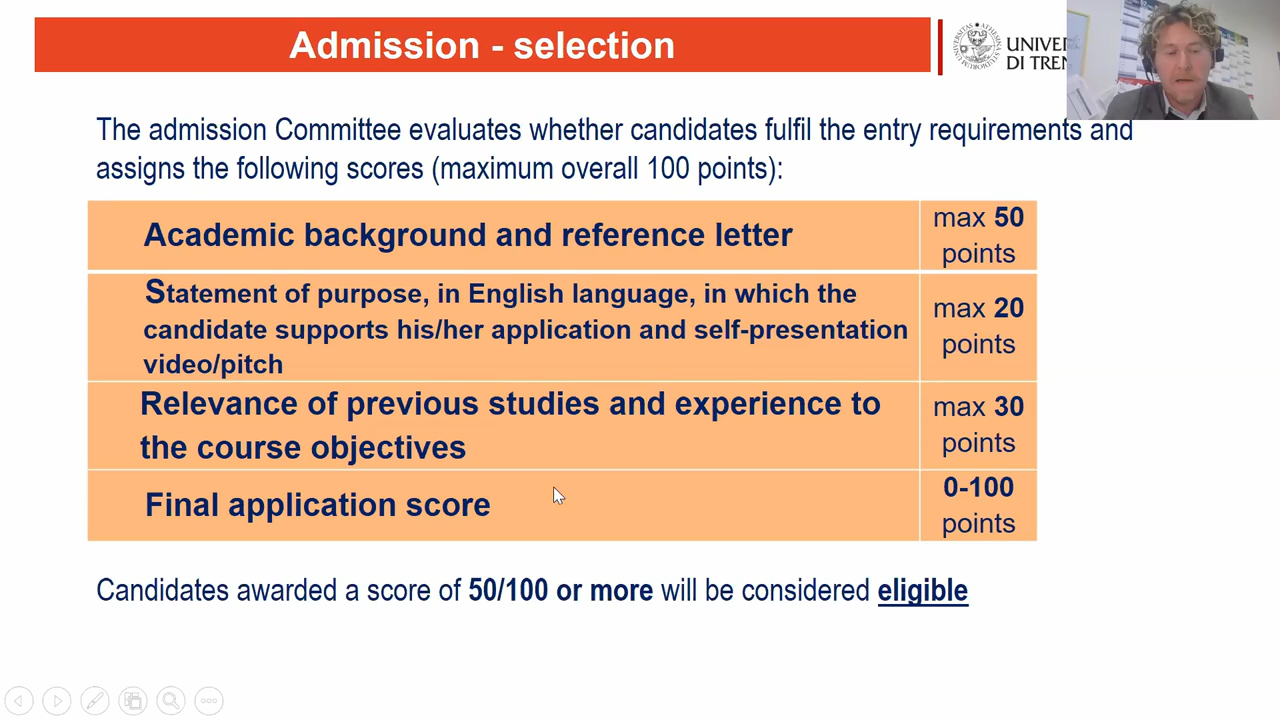 Admission - selection
UNIVER
DI TREN
The admission Committee evaluates whether candidates fulfil the entry requirements and
assigns the following scores (maximum overall 100 points):
Academic background and reference letter
max 50
points
Statement of purpose, in English language, in which the
candidate supports his/her application and self-presentation
video/pitch
max 20
points
Relevance of previous studies and experience to
the course objectives
max 30
points
Final application score
0-100
points
Candidates awarded a score of 50/100 or more will be considered eligible